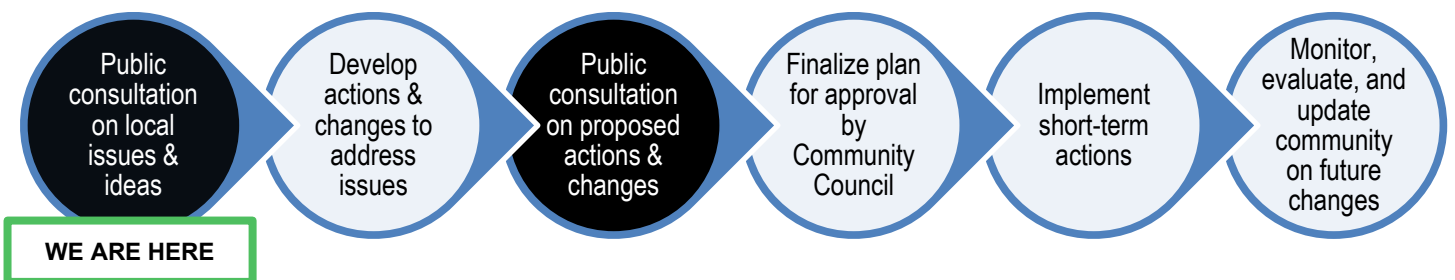 Public
consultation
on local
issues &
ideas
WE ARE HERE
Develop
actions &
changes to
address
issues
Public
consultation
on proposed
actions &
changes
Finalize plan
for approval
by
Community
Council
Implement
short-term
actions
Monitor,
evaluate, and
update
community
on future
changes